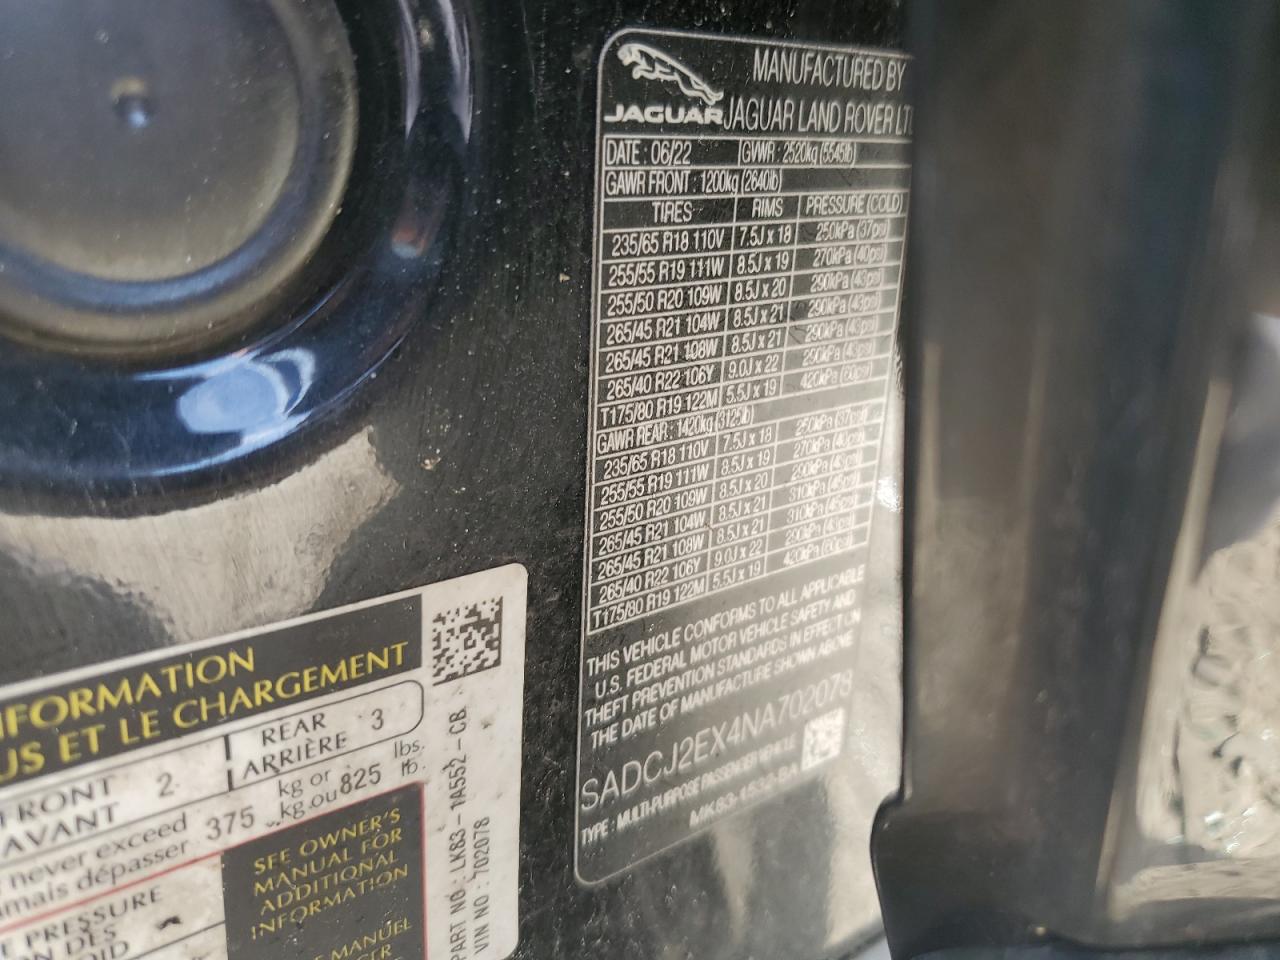 JAGUAR
MANUFACTURED BY
JAGUAR LAND ROVER LT
DATE : 06/22 GVWR : 2520kg (5545lb)
GAWR FRONT : 1200kg (2640lb)
TIRES RIMS PRESSURE (COLD)
235/65 R18 110V 7.5J x 18 250kPa (37psi)
255/55 R19 111W 8.5J x 19 270kPa (40psi)
255/50 R20 109W 8.5J x 20 290kPa (43psi)
265/45 R21 104W 8.5J x 21 290kPa (43psi)
265/45 R21 108W 8.5J x 21 290kPa (43psi)
265/40 R22 106Y 9.0J x 22 290kPa (43psi)
T175/80 R19 122M 5.5J x 19 420kPa (60psi)
GAWR REAR : 1420kg (3125lb)
235/65 R18 110V 7.5J x 18 250kPa (37psi)
255/55 R19 111W 8.5J x 19 270kPa (40psi)
255/50 R20 109W 8.5J x 20 290kPa (43psi)
265/45 R21 104W 8.5J x 21 310kPa (45psi)
265/45 R21 108W 8.5J x 21 310kPa (45psi)
265/40 R22 106Y 9.0J x 22 290kPa (43psi)
T175/80 R19 122M 5.5J x 19 420kPa (60psi)
THIS VEHICLE CONFORMS TO ALL APPLICABLE
U.S. FEDERAL MOTOR VEHICLE SAFETY AND
THEFT PREVENTION STANDARDS IN EFFECT ON
THE DATE OF MANUFACTURE SHOWN ABOVE
SADCJ2EX4NA702078
TYPE : MULTI-PURPOSE PASSENGER VEHICLE
NFORMATION
US ET LE CHARGEMENT
FRONT 2 REAR 3
AVANT ARRIÈRE
never exceed 375 kg or 825 lbs.
mais dépasser kg.ou lb.
PRESSURE
ON DES
OID
SEE OWNER'S
MANUAL FOR
ADDITIONAL
INFORMATION
MANUEL
PART NO : LK83-1A552-CB
VIN NO : 702078